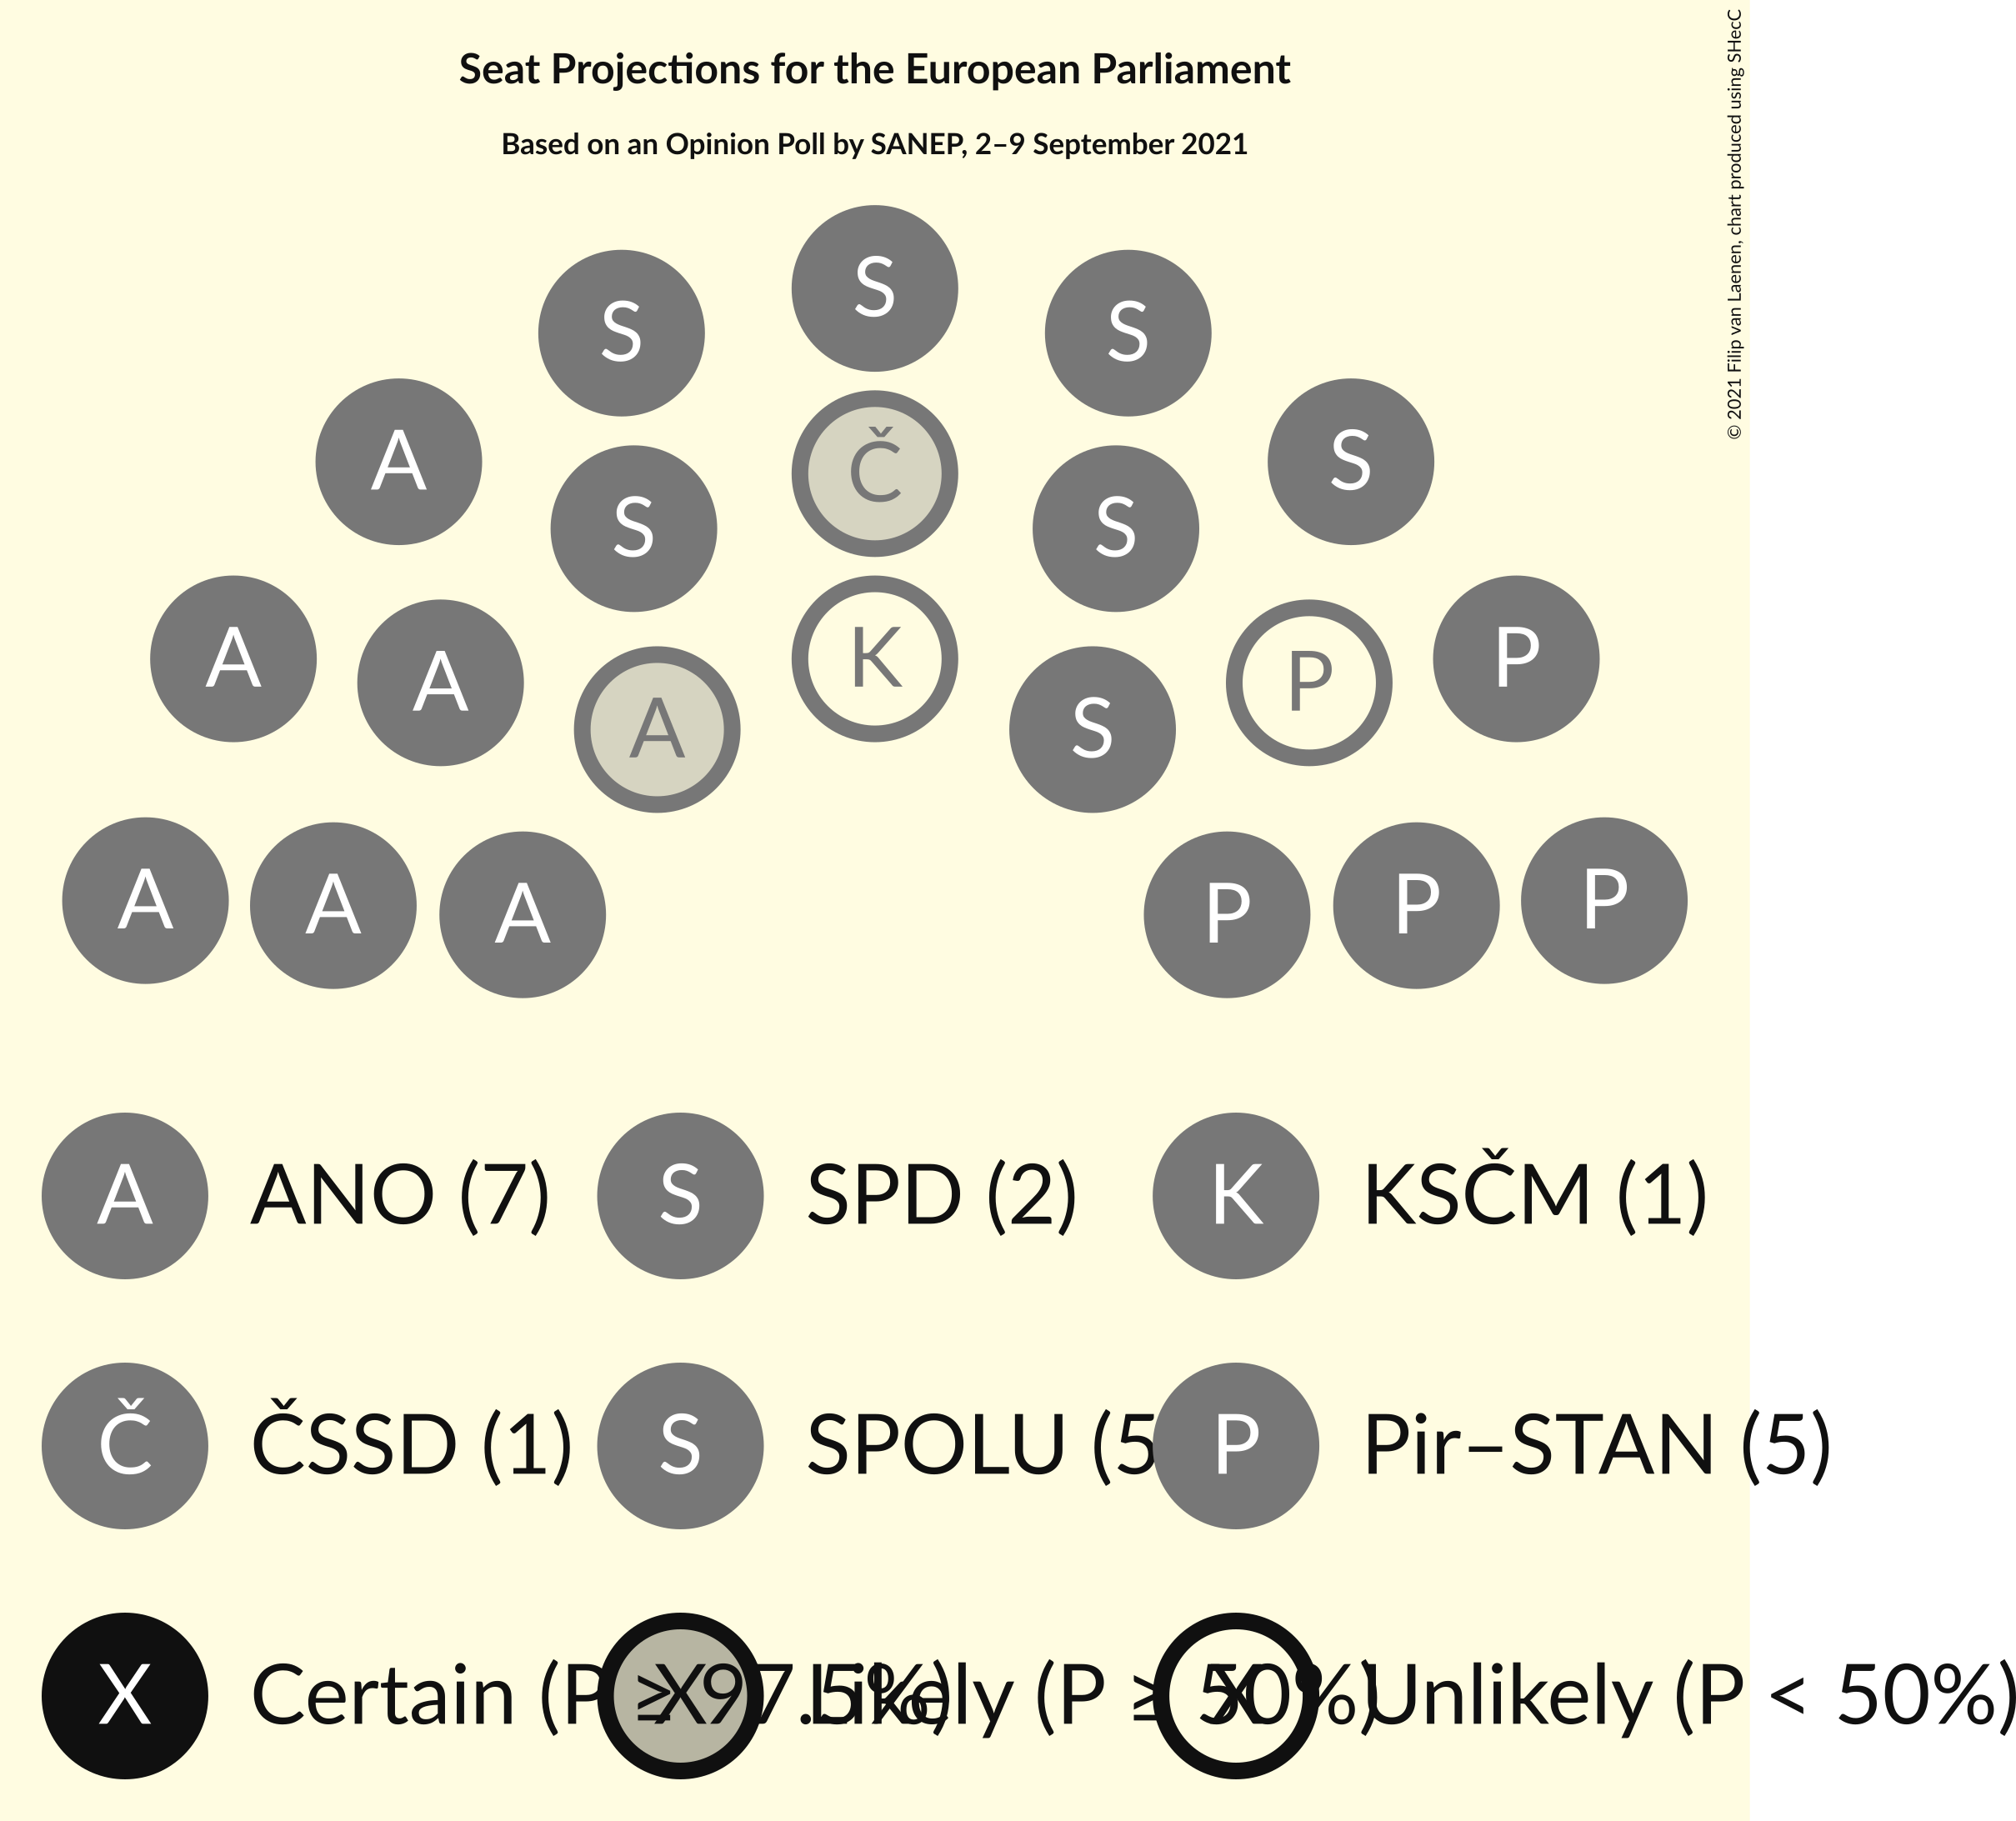 Seat Projections for the European Parliament
Based on an Opinion Poll by SANEP, 2–9 September 2021
© 2021 Filip van Laenen, chart produced using SHecC
S
S S
A S
Č
S S
A A K P P
A S
A A A P P P
A ANO (7) S SPD (2) K KSČM (1)
Č ČSSD (1) S SPOLU (5 P Pir–STAN (5)
X Certain (P ≥ 97.5%) X Likely (P ≥ 50%) X Unlikely (P < 50%)